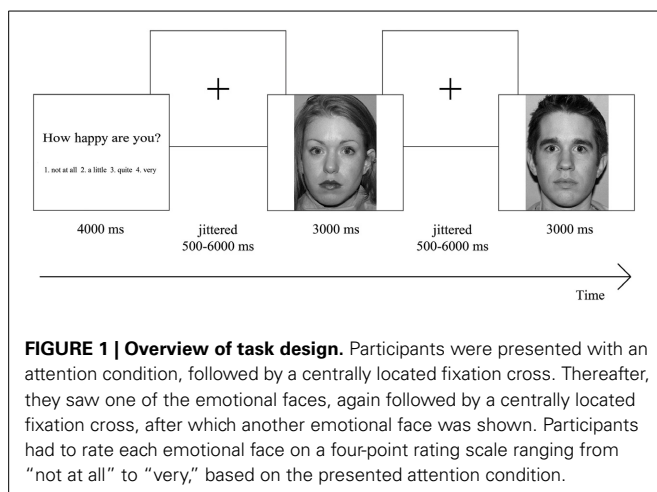 How happy are you?
1. not at all 2. a little 3. quite 4. very
4000 ms
jittered
500-6000 ms
3000 ms
jittered
500-6000 ms
3000 ms
Time
FIGURE 1 | Overview of task design. Participants were presented with an
attention condition, followed by a centrally located fixation cross. Thereafter,
they saw one of the emotional faces, again followed by a centrally located
fixation cross, after which another emotional face was shown. Participants
had to rate each emotional face on a four-point rating scale ranging from
“not at all” to “very,” based on the presented attention condition.